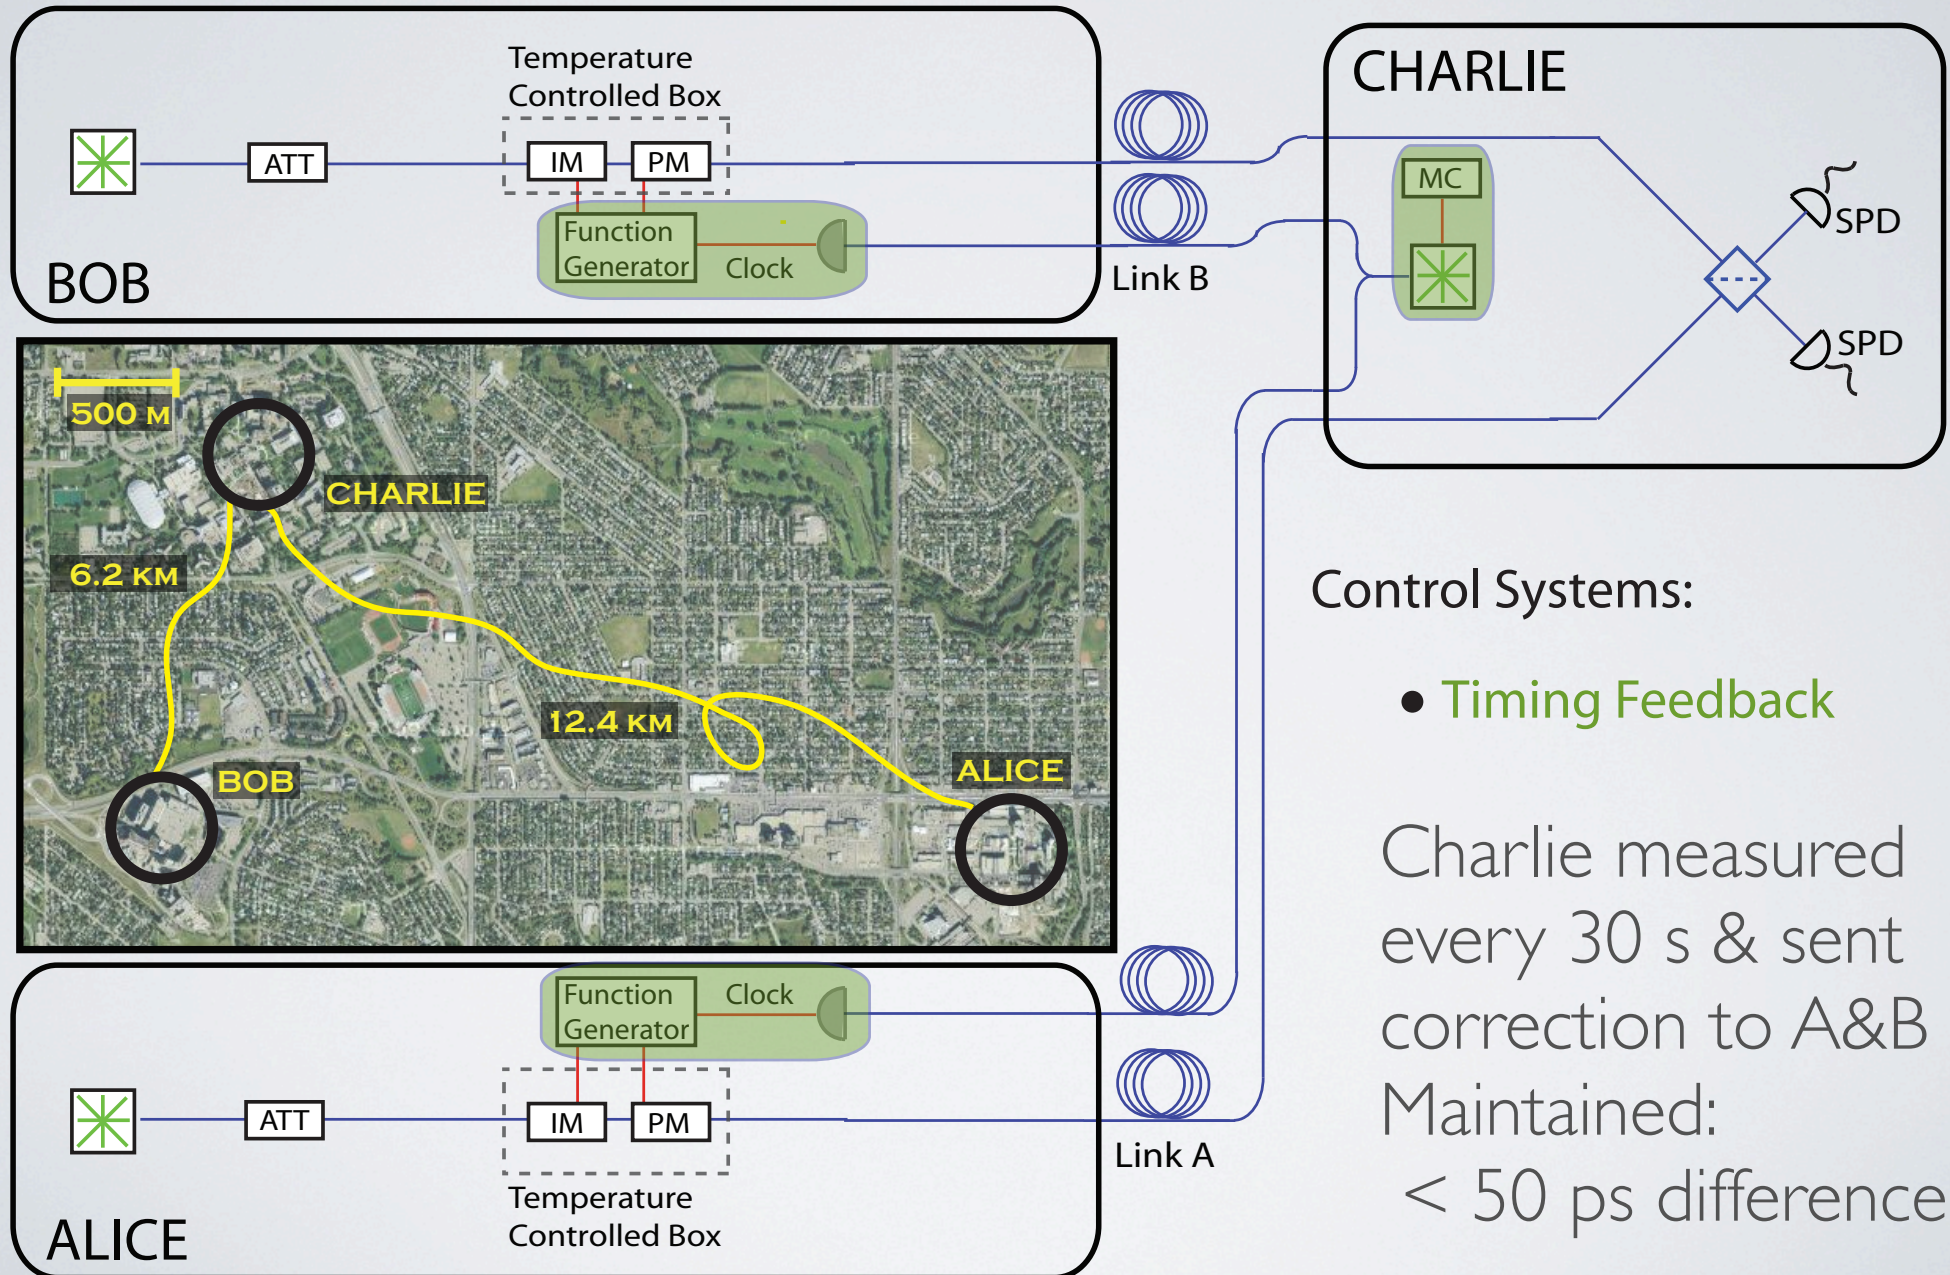 Temperature
Controlled Box
ATT
IM
PM
Function
Generator
Clock
BOB
Link B
CHARLIE
MC
SPD
SPD
500 M
CHARLIE
6.2 KM
12.4 KM
BOB
ALICE
Control Systems:
• Timing Feedback
Charlie measured
every 30 s & sent
correction to A&B
Maintained:
< 50 ps difference
Function
Generator
Clock
ATT
IM
PM
Temperature
Controlled Box
ALICE
Link A